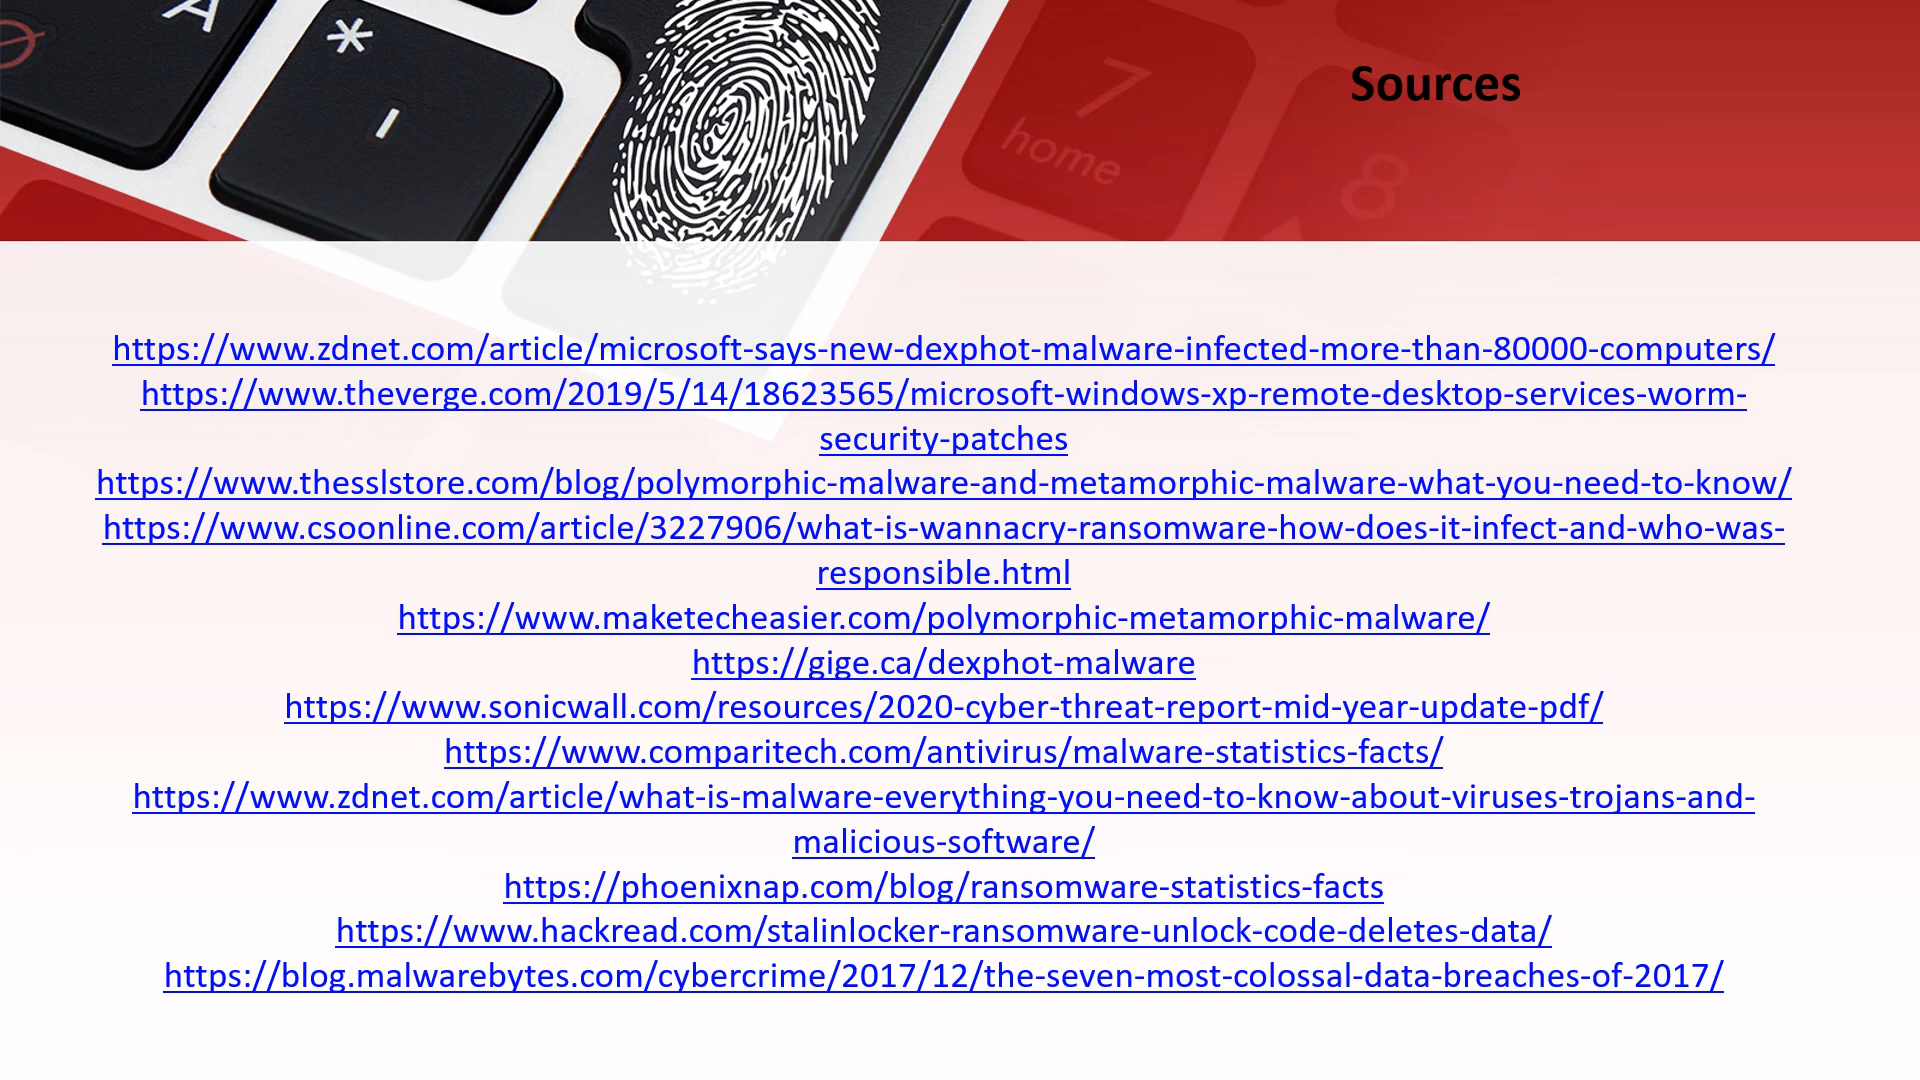 A
*
-
7
home
8
Sources
https://www.zdnet.com/article/microsoft-says-new-dexphot-malware-infected-more-than-80000-computers/
https://www.theverge.com/2019/5/14/18623565/microsoft-windows-xp-remote-desktop-services-worm-
security-patches
https://www.thesslstore.com/blog/polymorphic-malware-and-metamorphic-malware-what-you-need-to-know/
https://www.csoonline.com/article/3227906/what-is-wannacry-ransomware-how-does-it-infect-and-who-was-
responsible.html
https://www.maketecheasier.com/polymorphic-metamorphic-malware/
https://gige.ca/dexphot-malware
https://www.sonicwall.com/resources/2020-cyber-threat-report-mid-year-update-pdf/
https://www.comparitech.com/antivirus/malware-statistics-facts/
https://www.zdnet.com/article/what-is-malware-everything-you-need-to-know-about-viruses-trojans-and-
malicious-software/
https://phoenixnap.com/blog/ransomware-statistics-facts
https://www.hackread.com/stalinlocker-ransomware-unlock-code-deletes-data/
https://blog.malwarebytes.com/cybercrime/2017/12/the-seven-most-colossal-data-breaches-of-2017/